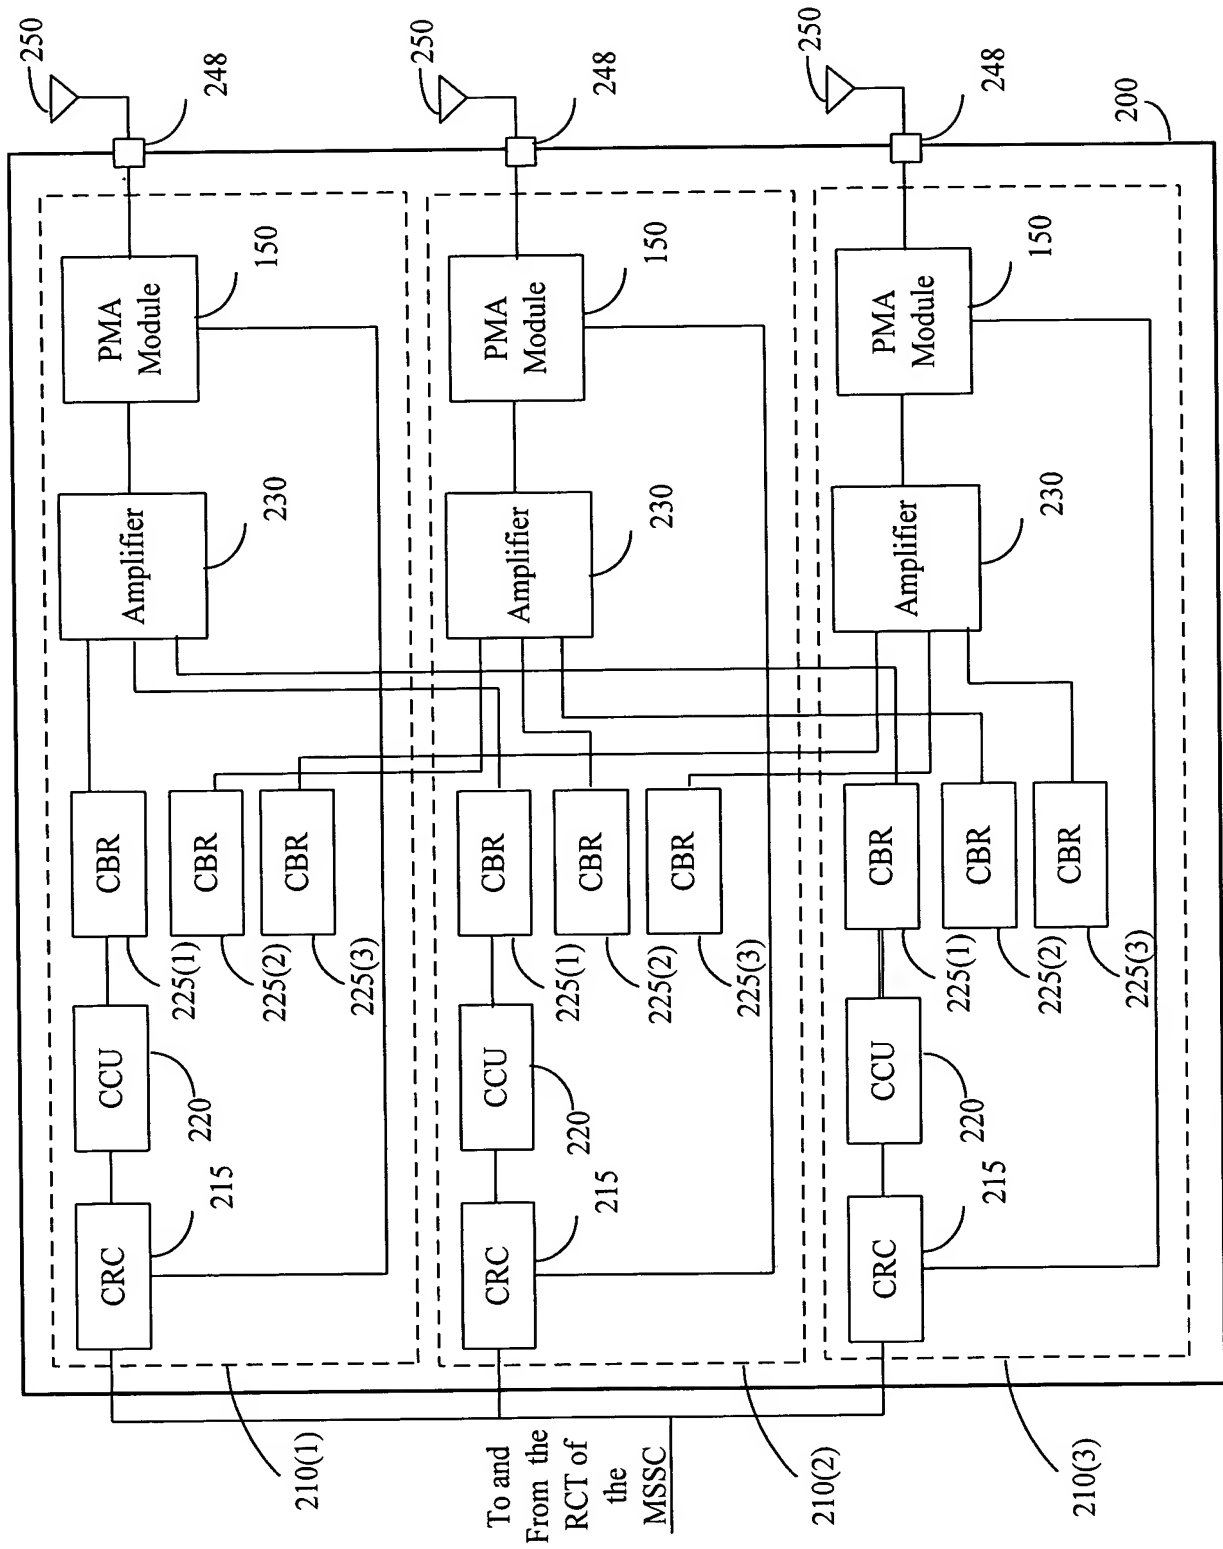 250
248
PMA
Module
150
Amplifier
230
CBR
CBR
CBR
225(1)
225(2)
225(3)
CCU
220
CRC
215
210(1)
250
248
PMA
Module
150
Amplifier
230
CBR
CBR
CBR
225(1)
225(2)
225(3)
CCU
220
CRC
215
210(2)
250
248
200
PMA
Module
150
Amplifier
230
CBR
CBR
CBR
225(1)
225(2)
225(3)
CCU
220
CRC
215
210(3)
To and
From the
RCT of
the
MSSC